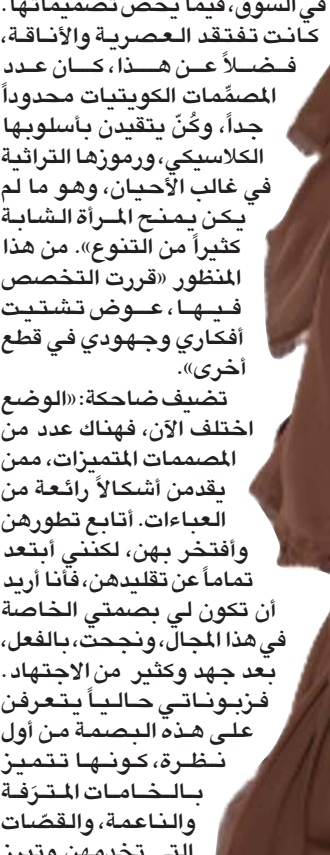 في السوق، فيما يخص تصميماتها.
كانت تفتقد العصرية والأناقة،
فضلاً عن هذا، كان عدد
المصمِّمات الكويتيات محدوداً
جداً، وكُنّ يتقيدن بأسلوبها
الكلاسيكي، ورموزها التراثية
في غالب الأحيان، وهو ما لم
يكن يمنح المرأة الشابة
كثيراً من التنوع». من هذا
المنظور «قررت التخصص
فيها، عوض تشتيت
أفكاري وجهودي في قطع
أخرى».
تضيف ضاحكة: «الوضع
اختلف الآن، فهناك عدد من
المصممات المتميزات، ممن
يقدمن أشكالاً رائعة من
العباءات. أتابع تطورهن
وأفتخر بهن، لكنني أبتعد
تماماً عن تقليدهن، فأنا أريد
أن تكون لي بصمتي الخاصة
في هذا المجال، ونجحت، بالفعل،
بعد جهد وكثير من الاجتهاد.
فزبوناتي حالياً يتعرفن
على هذه البصمة من أول
نظرة، كونها تتميز
بالخامات المترَفة
والناعمة، والقصّات
التي تخدمهن وتبرز